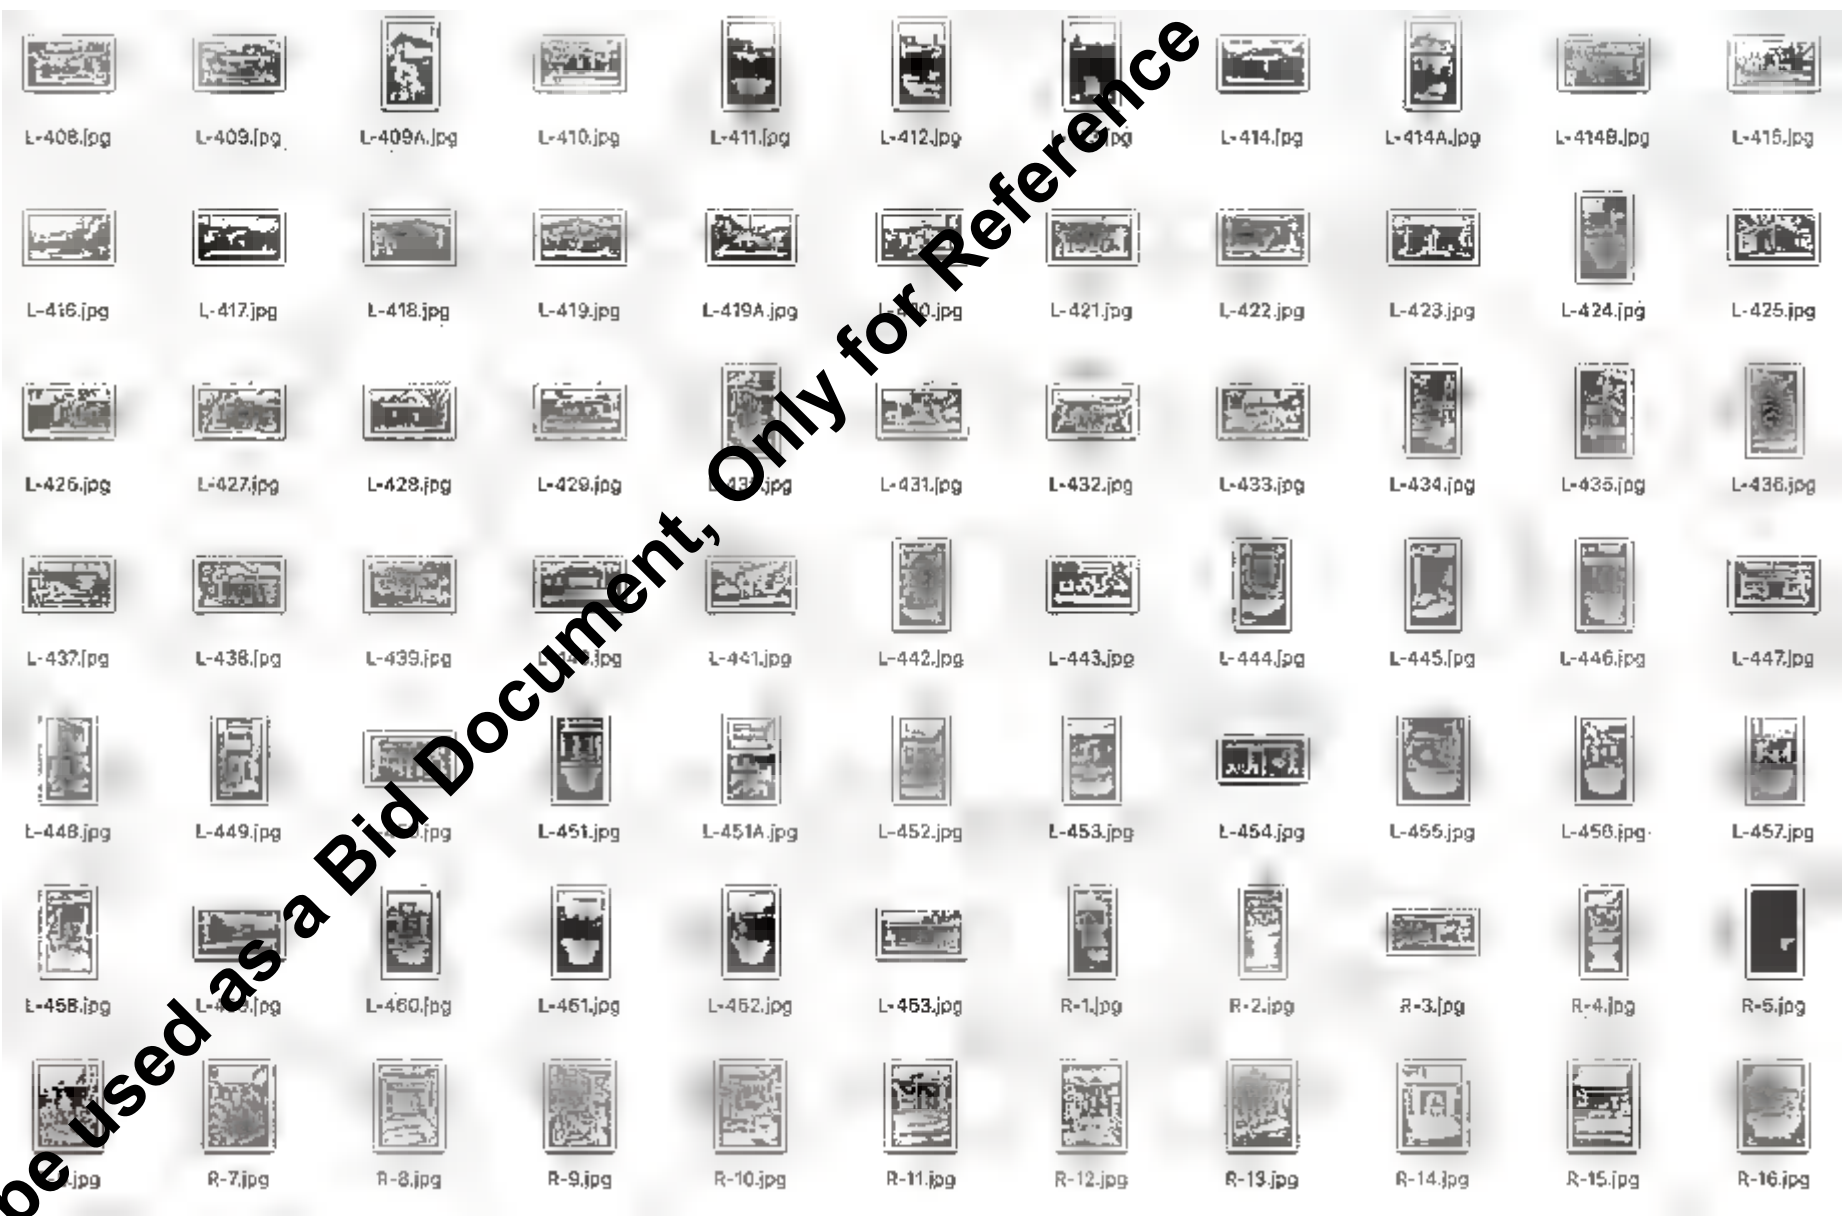 L-408.jpg L-409.jpg L-409A.jpg L-410.jpg L-411.jpg L-412.jpg L-414.jpg L-414A.jpg L-414B.jpg L-415.jpg
L-416.jpg L-417.jpg L-418.jpg L-419.jpg L-419A.jpg L-421.jpg L-422.jpg L-423.jpg L-424.jpg L-425.jpg
L-426.jpg L-427.jpg L-428.jpg L-429.jpg L-431.jpg L-432.jpg L-433.jpg L-434.jpg L-435.jpg L-436.jpg
L-437.jpg L-438.jpg L-439.jpg L-441.jpg L-442.jpg L-443.jpg L-444.jpg L-445.jpg L-446.jpg L-447.jpg
L-448.jpg L-449.jpg L-451.jpg L-451A.jpg L-452.jpg L-453.jpg L-454.jpg L-455.jpg L-456.jpg L-457.jpg
L-458.jpg L-460.jpg L-461.jpg L-462.jpg L-463.jpg R-1.jpg R-2.jpg R-3.jpg R-4.jpg R-5.jpg
R-7.jpg R-8.jpg R-9.jpg R-10.jpg R-11.jpg R-12.jpg R-13.jpg R-14.jpg R-15.jpg R-16.jpg
be used as a Bid Document, Only for Reference